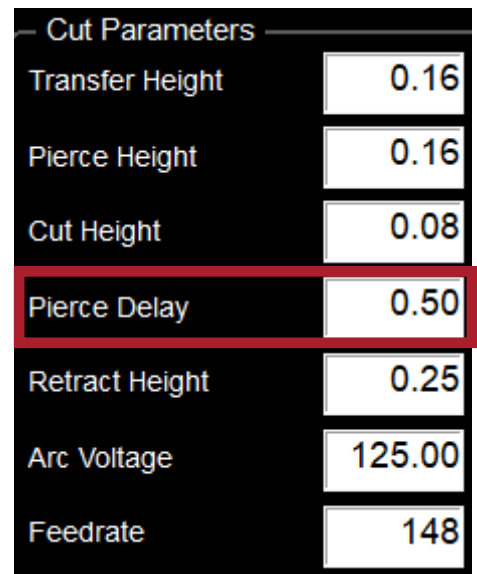 Cut Parameters
Transfer Height 0.16
Pierce Height 0.16
Cut Height 0.08
Pierce Delay 0.50
Retract Height 0.25
Arc Voltage 125.00
Feedrate 148